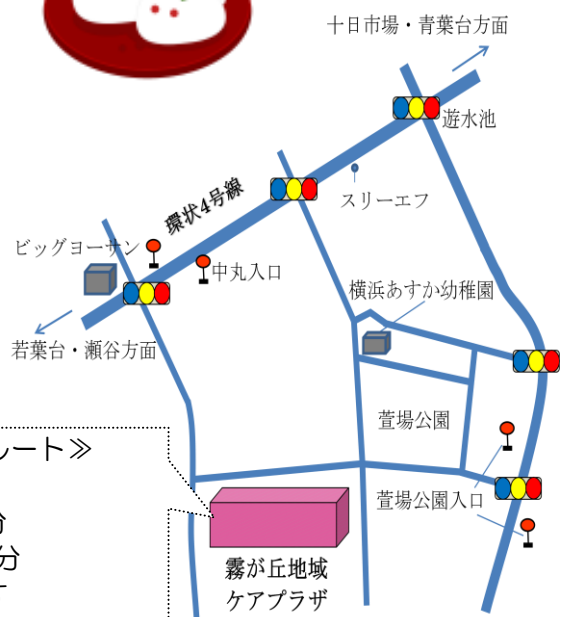 十日市場・青葉台方面
遊水池
スリーエフ
環状4号線
ビッグヨーサン
中丸入口
横浜あすか幼稚園
若葉台・瀬谷方面
萱場公園
ルート≫
萱場公園入口
分
分
霧が丘地域
ケアプラザ